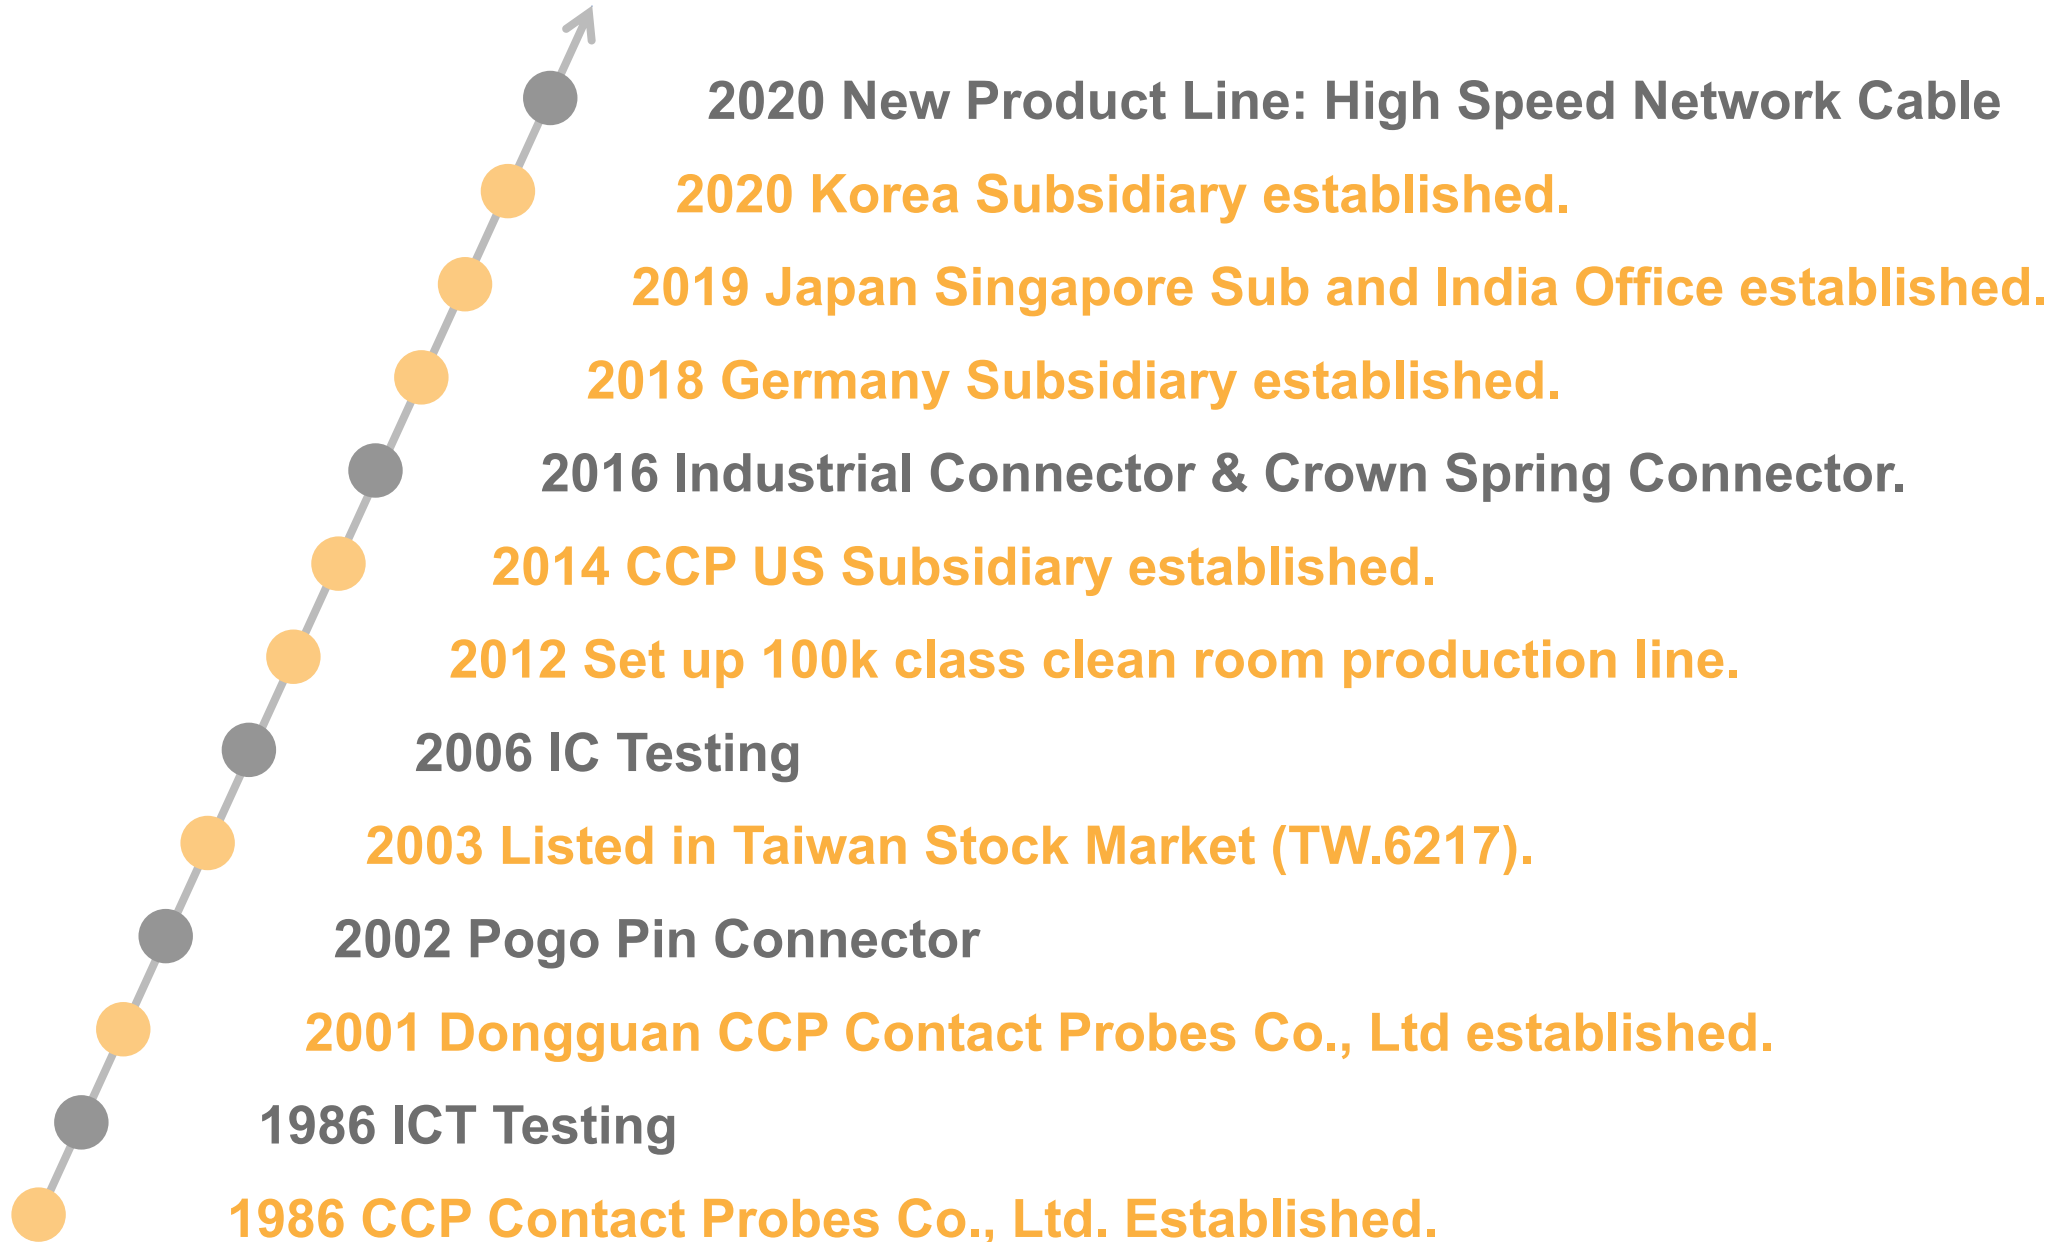 2020 New Product Line: High Speed Network Cable
2020 Korea Subsidiary established.
2019 Japan Singapore Sub and India Office established.
2018 Germany Subsidiary established.
2016 Industrial Connector & Crown Spring Connector.
2014 CCP US Subsidiary established.
2012 Set up 100k class clean room production line.
2006 IC Testing
2003 Listed in Taiwan Stock Market (TW.6217).
2002 Pogo Pin Connector
2001 Dongguan CCP Contact Probes Co., Ltd established.
1986 ICT Testing
1986 CCP Contact Probes Co., Ltd. Established.